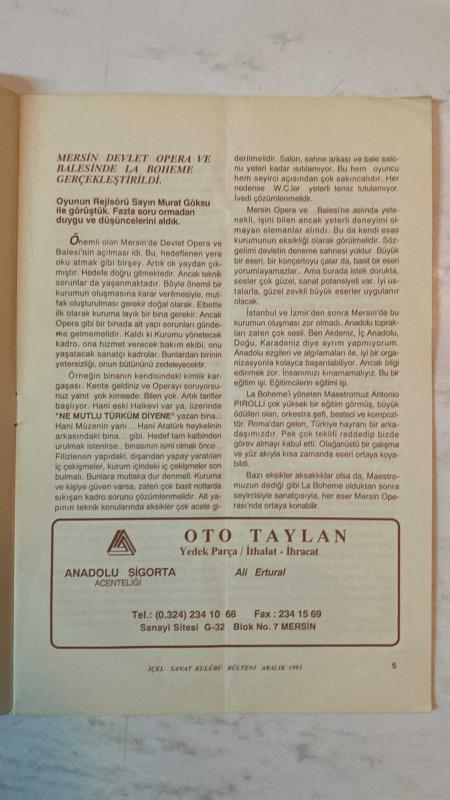 MERSİN DEVLET OPERA VE
BALESİNDE LA BOHEME
GERÇEKLEŞTİRİLDİ.
Oyunun Rejisörü Sayın Murat Göksu
ile görüştük. Fazla soru ormadan
duygu ve düşüncelerini aldık.
Önemli olan Mersin'de Devlet Opera ve
Balesi'nin açılması idi. Bu, hedeflenen yere
oku atmak gibi birşey. Artık ok yaydan çık-
mıştır. Hedefe doğru gitmektedir. Ancak teknik
sorunlar da yaşanmaktadır. Böyle önemli bir
kurumun oluşmasına karar verilmesiyle, mut-
fak oluşturulması gerekir doğal olarak. Elbette
ilk olarak kuruma layık bir bina gerekir. Ancak
Opera gibi bir binada alt yapı sorunları günde-
me gelmemelidir. Kaldı ki Kurumu yönetecek
kadro, ona hizmet verecek bakım ekibi, onu
yaşatacak sanatçı kadrolar. Bunlardan birinin
yetersizliği, onun bütününü zedeleyecektir.
Örneğin binanın kendisindeki kimlik kar-
gaşası. Kente geldiniz ve Operayı soruyorsu-
nuz yanıt yok kimsede. Bilen yok. Artık tarifler
başlıyor. Hani eski Halkevi var ya, üzerinde
"NE MUTLU TÜRKÜM DİYENE" yazan bina...
Hani Müzenin yanı... Hani Atatürk heykelinin
arkasındaki bina... gibi. Hedef tam kalbinden
vurulmak istenirse.. binasının ismi olmalı önce...
Filizlenen yapıdaki, dışarıdan yapay yaratılan
iç çekişmeler, kurum içindeki iç çekişmeler son
bulmalı. Bunlara mutlaka dur denmeli. Kuruma
ve kişiye güven varsa, zaten çok basit notlarda
sıkışan kadro sorunu çözümlenmelidir. Alt ya-
pının teknik konularında eksikler çok acele gi-
derilmelidir. Salon, sahne arkası ve bale salo-
nu yeteri kadar ısıtılamıyor. Bu hem oyuncu
hem seyirci açısından çok sakıncalıdır. Her
nedense W.C.ler yeterli temiz tutulamıyor.
İvedi çözümlenmelidir.
Mersin Opera ve Balesi'ne aslında yete-
nekli, işini bilen ancak yeterli deneyimi ol-
mayan elemanlar alındı. Bu da kendi esas
kurumunun eksikliği olarak görülmelidir. Söz-
gelimi devletin deneme sahnesi yoktur. Büyük
bir eseri, bir konçertoyu çalar da, basit bir eseri
yorumlayamazlar.. Ama burada istek dorukta,
sesler çok güzel, sanat potansiyeli var. İyi us-
talarla, güzel zevkli büyük eserler uygulanır
olacak.
İstanbul ve İzmir'den sonra Mersin'de bu
kurumun oluşması zor olmadı. Anadolu toprak-
ları zaten çok sesli. Ben Akdeniz, İç Anadolu,
Doğu, Karadeniz diye ayrım yapmıyorum.
Anadolu ezgileri ve algılamaları ile, iyi bir orga-
nizasyonla kolayca başarılabiliyor. Ancak bilgi
edinmek zor. İnsanımızı kınamamalıyız. Bu bir
eğitim işi. Eğitimcilerin eğitimi işi.
La Boheme'i yöneten Maestromuz Antonio
PIROLLI çok yüksek bir eğitim görmüş, büyük
ödülleri olan, orkestra şefi, besteci ve kompozi-
tör. Roma'dan gelen, Türkiye hayranı bir arka-
daşımızdır. Pek çok teklifi reddedip bizde
görev almayı kabul etti. Olağanüstü bir çalışma
ve yüz akıyla kısa zamanda eseri ortaya koya-
bildi.
Bazı eksikler aksaklıklar olsa da, Maestro-
muzun dediği gibi La Boheme olduktan sonra
seyircisiyle sanatçısıyla, her eser Mersin Ope-
rası'nda ortaya konabilir.
OTO TAYLAN
Yedek Parça / İthalat - İhracat
ANADOLU SİGORTA
ACENTELİĞİ
Ali Ertural
Tel.: (0.324) 234 10 68 Fax : 234 15 69
Sanayi Sitesi G-32 Blok No. 7 MERSİN
İÇEL SANAT KULÜBÜ BÜLTENİ ARALIK 1993
5